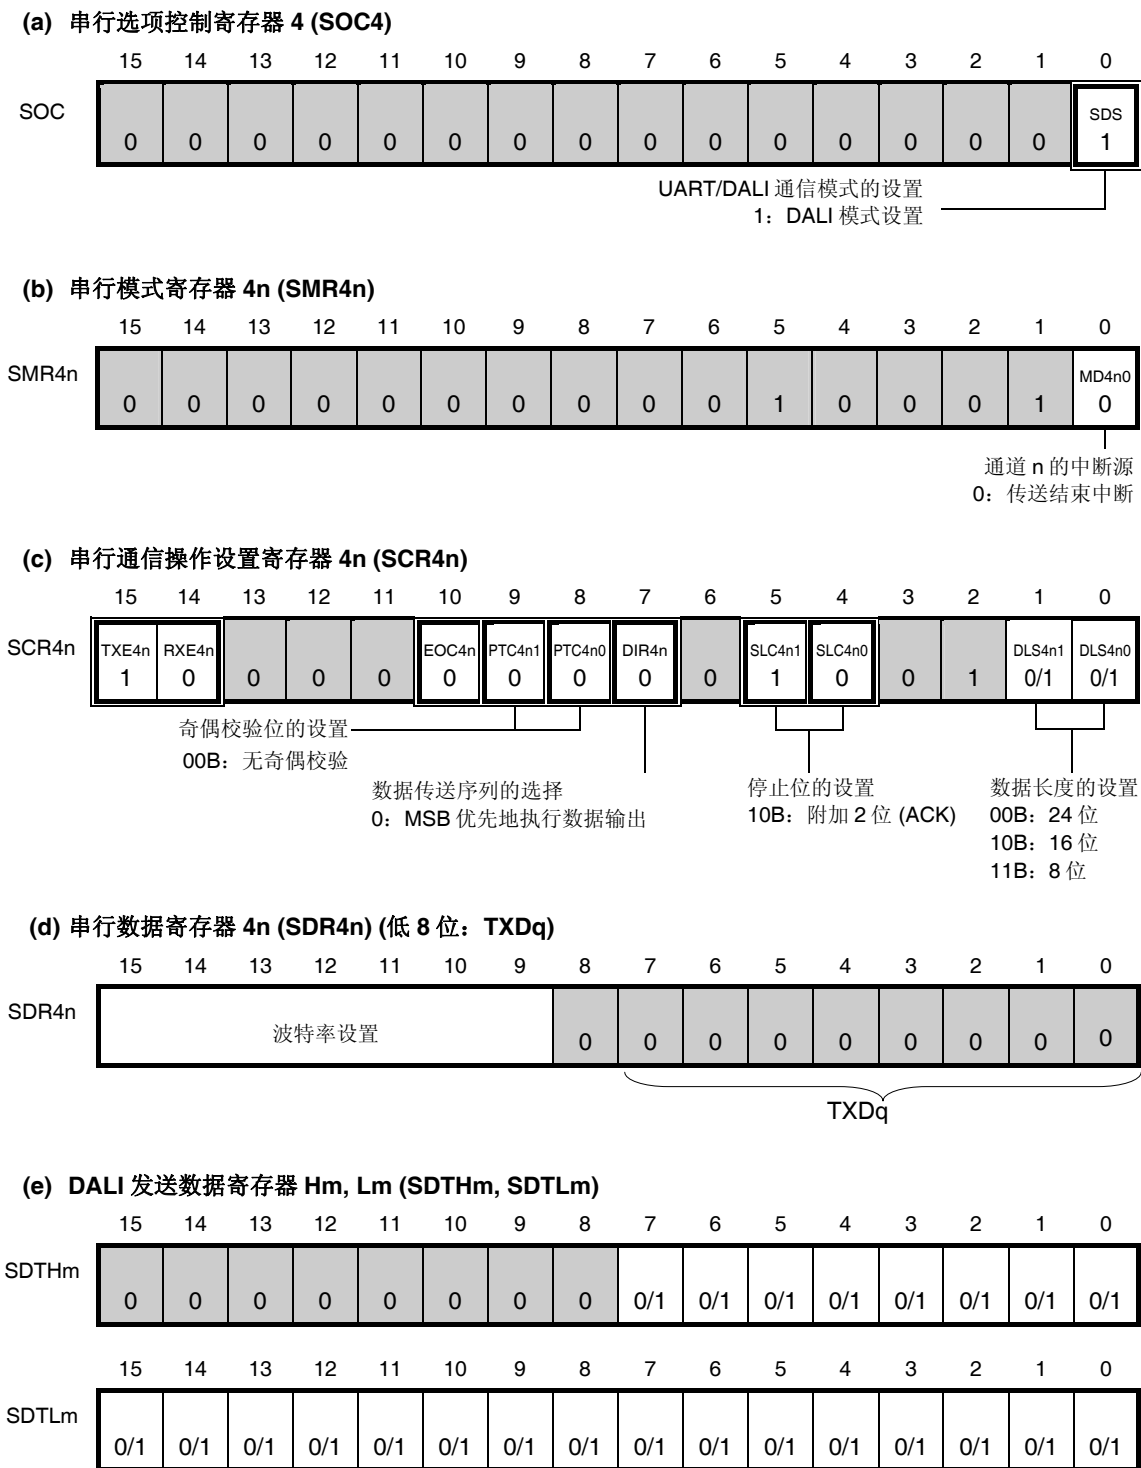 (a) 串行选项控制寄存器 4 (SOC4)
15 14 13 12 11 10 9 8 7 6 5 4 3 2 1 0
SOC
SDS
0 0 0 0 0 0 0 0 0 0 0 0 0 0 0 1
UART/DALI 通信模式的设置
1：DALI 模式设置
(b) 串行模式寄存器 4n (SMR4n)
15 14 13 12 11 10 9 8 7 6 5 4 3 2 1 0
SMR4n
MD4n0
0 0 0 0 0 0 0 0 0 0 1 0 0 0 1 0
通道 n 的中断源
0：传送结束中断
(c) 串行通信操作设置寄存器 4n (SCR4n)
15 14 13 12 11 10 9 8 7 6 5 4 3 2 1 0
SCR4n
TXE4n RXE4n EOC4n PTC4n1 PTC4n0 DIR4n SLC4n1 SLC4n0 DLS4n1 DLS4n0
1 0 0 0 0 0 0 0 0 0 1 0 0 1 0/1 0/1
奇偶校验位的设置
00B：无奇偶校验
数据传送序列的选择
0：MSB 优先地执行数据输出
停止位的设置
10B：附加 2 位 (ACK)
数据长度的设置
00B：24 位
10B：16 位
11B：8 位
(d) 串行数据寄存器 4n (SDR4n) (低 8 位：TXDq)
15 14 13 12 11 10 9 8 7 6 5 4 3 2 1 0
SDR4n
波特率设置 0 0 0 0 0 0 0 0 0
TXDq
(e) DALI 发送数据寄存器 Hm, Lm (SDTHm, SDTLm)
15 14 13 12 11 10 9 8 7 6 5 4 3 2 1 0
SDTHm
0 0 0 0 0 0 0 0 0/1 0/1 0/1 0/1 0/1 0/1 0/1 0/1
15 14 13 12 11 10 9 8 7 6 5 4 3 2 1 0
SDTLm
0/1 0/1 0/1 0/1 0/1 0/1 0/1 0/1 0/1 0/1 0/1 0/1 0/1 0/1 0/1 0/1